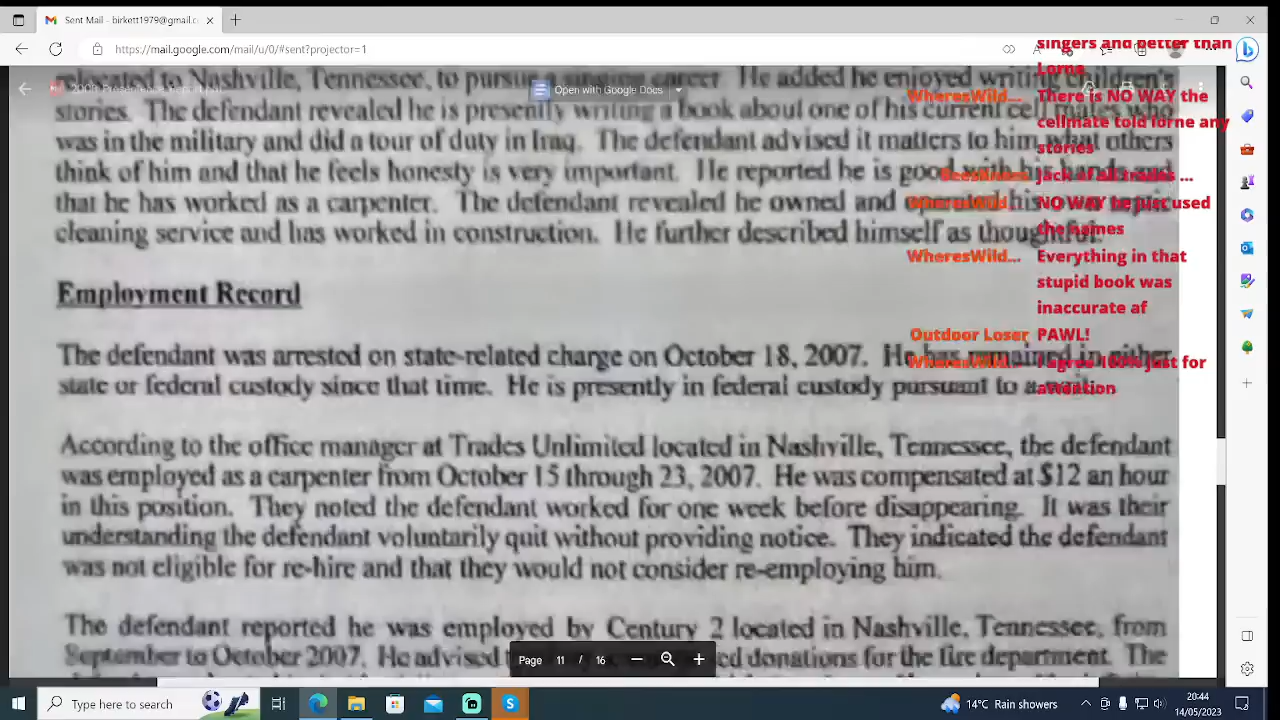 Sent Mail - birkett1979@gmail.c
https://mail.google.com/mail/u/0/#sent?projector=1
Open with Google Docs
relocated to Nashville, Tennessee, to pursue career. He added he enjoyed writing children's
stories. The defendant revealed presently writing a book about one of his current cellmates who
was in the military and did a tour of duty in Iraq. The defendant advised it matters to him others
think of him and that he feels honesty is very important. He reported he is good with his hands and
that he has worked as a carpenter. The defendant revealed he owned and his
cleaning service and has worked in construction. He further described himself as thoughtful.
Employment Record
The defendant was arrested on state-related charge on October 18, 2007. He has remained in either
state or federal custody since that time. He is presently in federal custody pursuant to a
According to the office manager at Trades Unlimited located in Nashville, Tennessee, the defendant
was employed as a carpenter from October 15 through 23, 2007. He was compensated at $12 an hour
in this position. They noted the defendant worked for one week before disappearing. It was their
understanding the defendant voluntarily quit without providing notice. They indicated the defendant
was not eligible for re-hire and that they would not consider re-employing him.
The defendant reported he was employed by Century 2 located in Nashville, Tennessee, from
September to October 2007. He advised donations for the fire department. The
singers and better than
Lorne
WheresWild... There is NO WAY the
cellmate told lorne any
stories
jack of all trades ...
WheresWild... NO WAY he just used
the names
WheresWild... Everything in that
stupid book was
inaccurate af
Outdoor Loser PAWL!
WheresWild... I agree 100% just for
attention
Page 11 / 16
Type here to search
14°C Rain showers
20:44
14/05/2023